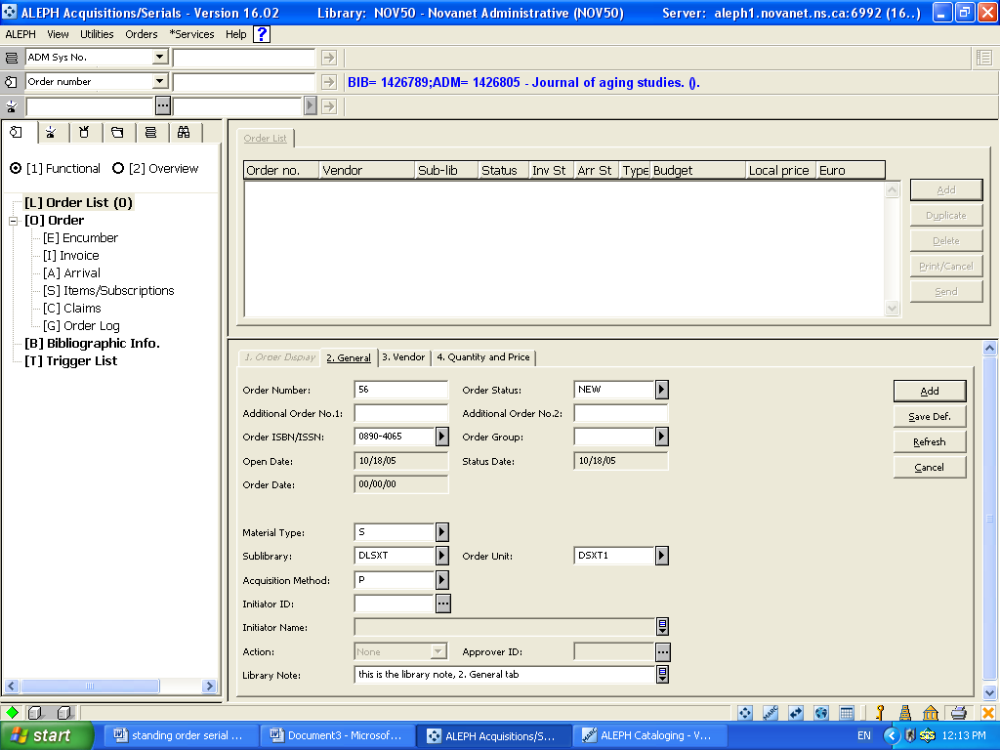 ALEPH Acquisitions/Serials - Version 16.02 Library: NOV50 - Novanet Administrative (NOV50) Server: aleph1.novanet.ns.ca:6992 (16..)
ALEPH View Utilities Orders *Services Help ?
ADM Sys No.
Order number BIB= 1426789;ADM= 1426805 - Journal of aging studies. ().
[1] Functional [2] Overview
[L] Order List (0)
[O] Order
[E] Encumber
[I] Invoice
[A] Arrival
[S] Items/Subscriptions
[C] Claims
[G] Order Log
[B] Bibliographic Info.
[T] Trigger List
Order List
Order no. Vendor Sub-lib Status Inv St Arr St Type Budget Local price Euro
Add
Duplicate
Delete
Print/Cancel
Send
1. Order Display 2. General 3. Vendor 4. Quantity and Price
Order Number: 56 Order Status: NEW
Additional Order No.1: Additional Order No.2:
Order ISBN/ISSN: 0890-4065 Order Group:
Open Date: 10/18/05 Status Date: 10/18/05
Order Date: 00/00/00
Material Type: S
Sublibrary: DLSXT Order Unit: DSXT1
Acquisition Method: P
Initiator ID:
Initiator Name:
Action: None Approver ID:
Library Note: this is the library note, 2. General tab
Add
Save Def.
Refresh
Cancel
start standing order serial ... Document3 - Microsof... ALEPH Acquisitions/S... ALEPH Cataloging - V... EN 12:13 PM